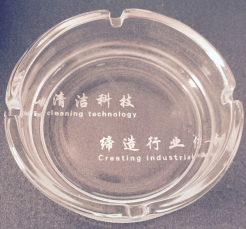 清洁科技
cleaning technology
缔造行业
Creating industrial